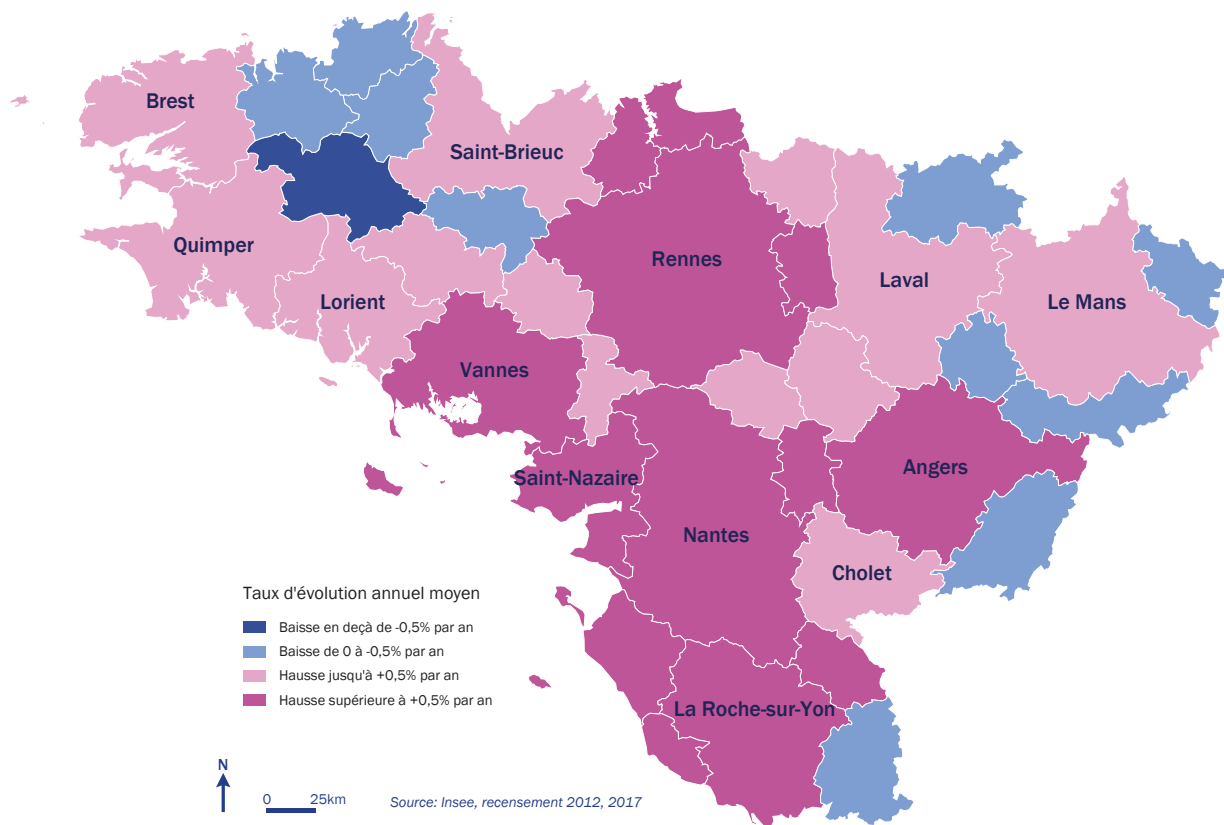 Brest
Saint-Brieuc
Quimper
Rennes
Lorient
Laval
Le Mans
Vannes
Angers
Saint-Nazaire
Nantes
Cholet
La Roche-sur-Yon
Taux d'évolution annuel moyen
Baisse en deçà de -0,5% par an
Baisse de 0 à -0,5% par an
Hausse jusqu'à +0,5% par an
Hausse supérieure à +0,5% par an
N
0 25km
Source: Insee, recensement 2012, 2017